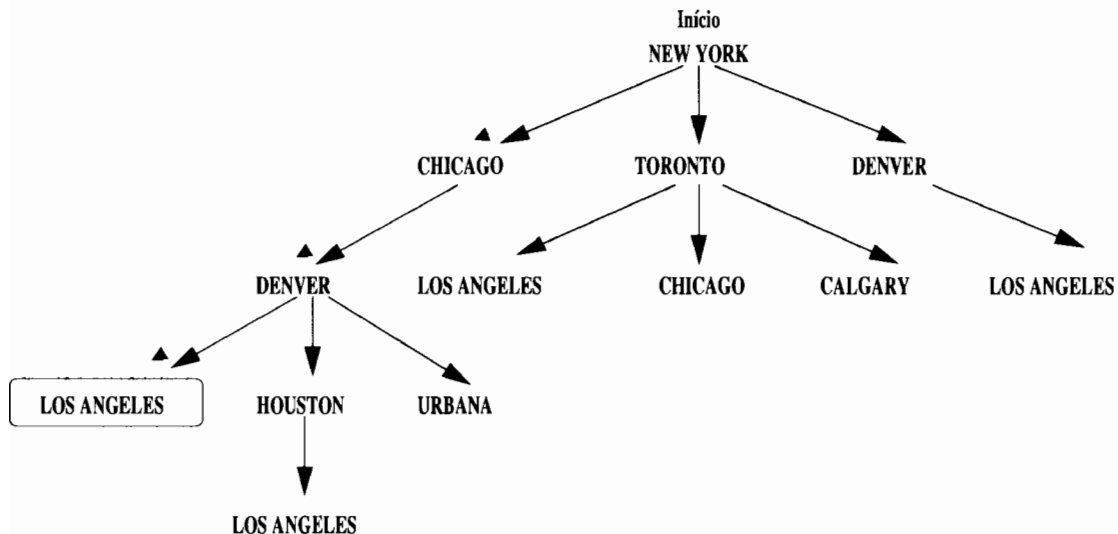 Início
NEW YORK
CHICAGO TORONTO DENVER
DENVER LOS ANGELES CHICAGO CALGARY LOS ANGELES
LOS ANGELES HOUSTON URBANA
LOS ANGELES